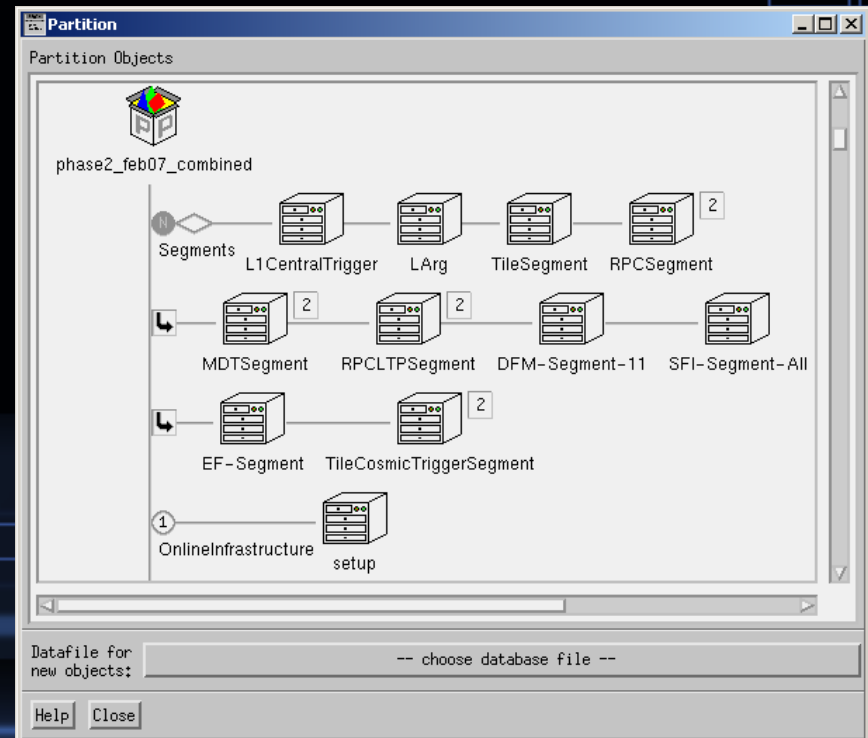 Partition
Partition Objects
phase2_feb07_combined
N
Segments
L1CentralTrigger
LArg
TileSegment
RPCSegment
2
MDTSegment
2
RPCLTPSegment
2
DFM-Segment-11
SFI-Segment-All
EF-Segment
TileCosmicTriggerSegment
2
1
OnlineInfrastructure
setup
Datafile for
new objects:
-- choose database file --
Help
Close